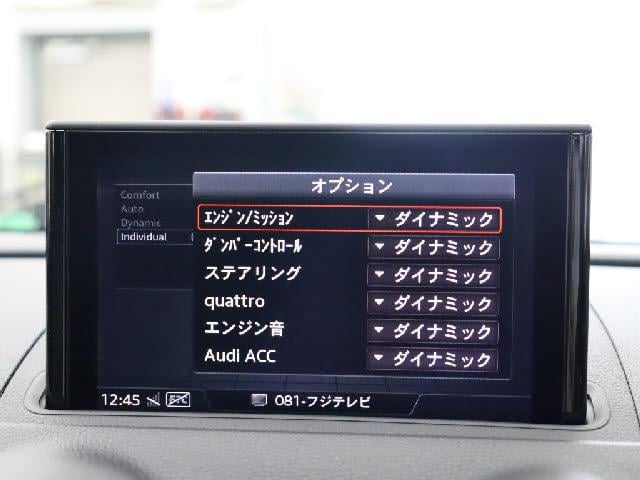 オプション
Comfort
Auto
Dynamic
Individual
ｴﾝｼﾞﾝ/ﾐｯｼｮﾝ ダイナミック
ﾀﾞﾝﾊﾟｰｺﾝﾄﾛｰﾙ ダイナミック
ステアリング ダイナミック
quattro ダイナミック
エンジン音 ダイナミック
Audi ACC ダイナミック
12:45 ETC 081-フジテレビ